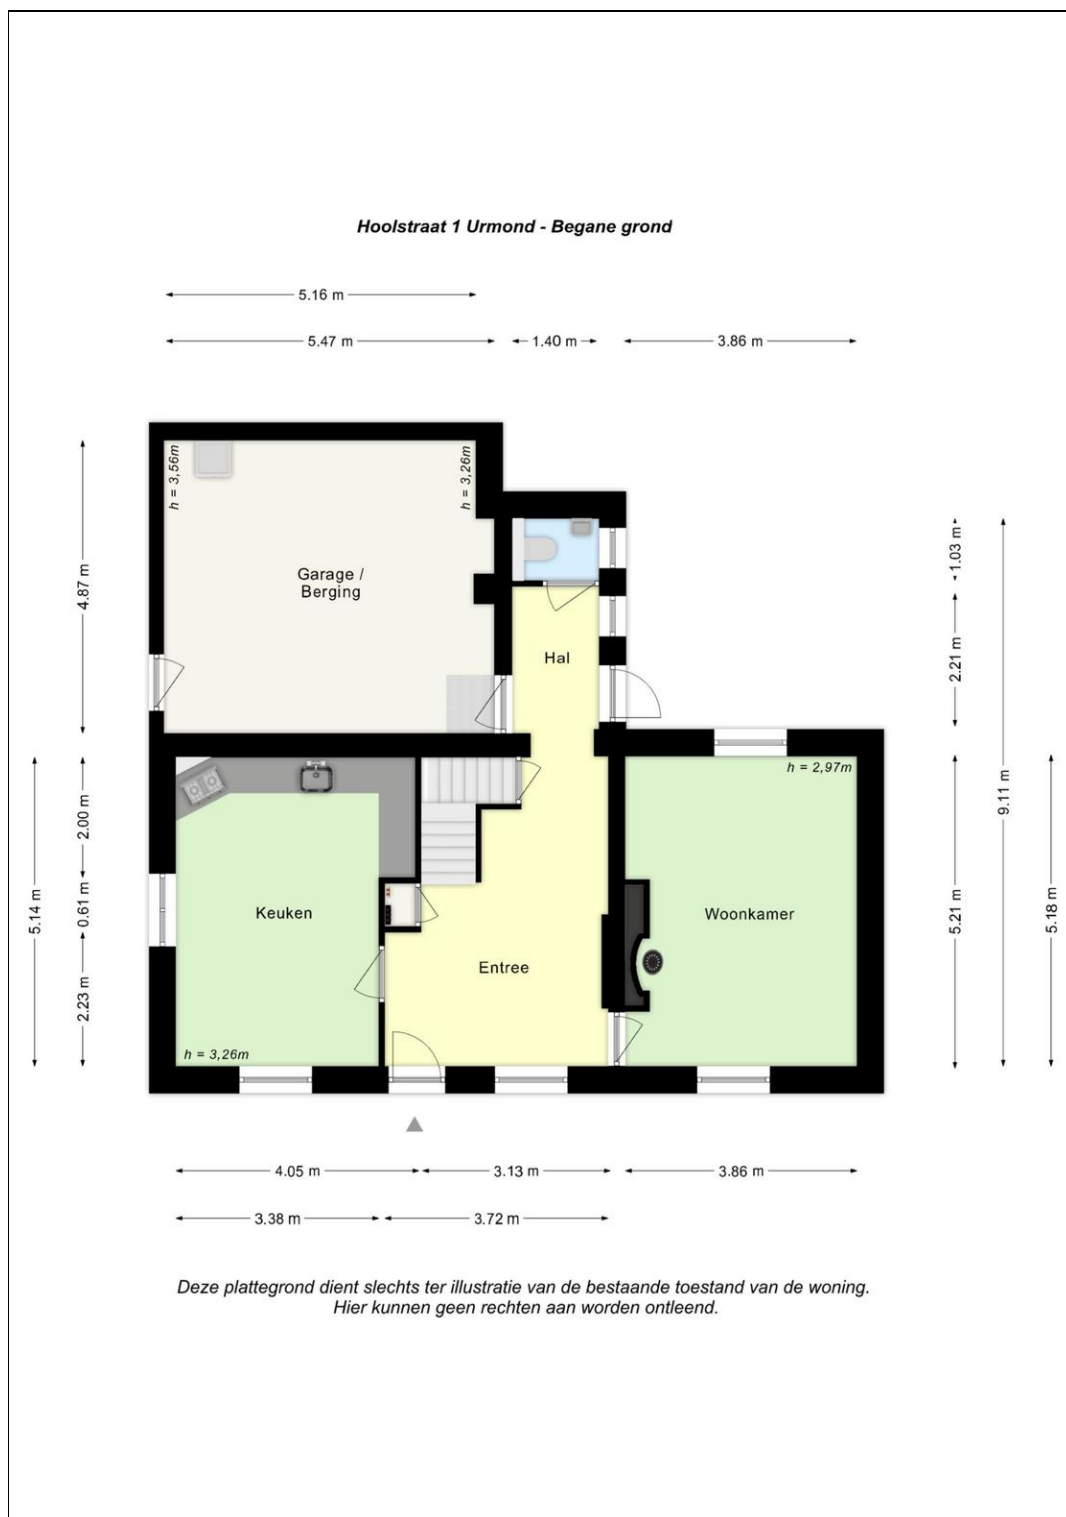 Hoolstraat 1 Urmond - Begane grond
5.16 m
5.47 m
1.40 m
3.86 m
h = 3,56m
h = 3,26m
4.87 m
Garage /
Berging
Hal
1.03 m
2.21 m
9.11 m
h = 2,97m
5.14 m
2.00 m
0.61 m
2.23 m
Keuken
Entree
Woonkamer
5.21 m
5.18 m
h = 3,26m
4.05 m
3.13 m
3.86 m
3.38 m
3.72 m
Deze plattegrond dient slechts ter illustratie van de bestaande toestand van de woning.
Hier kunnen geen rechten aan worden ontleend.